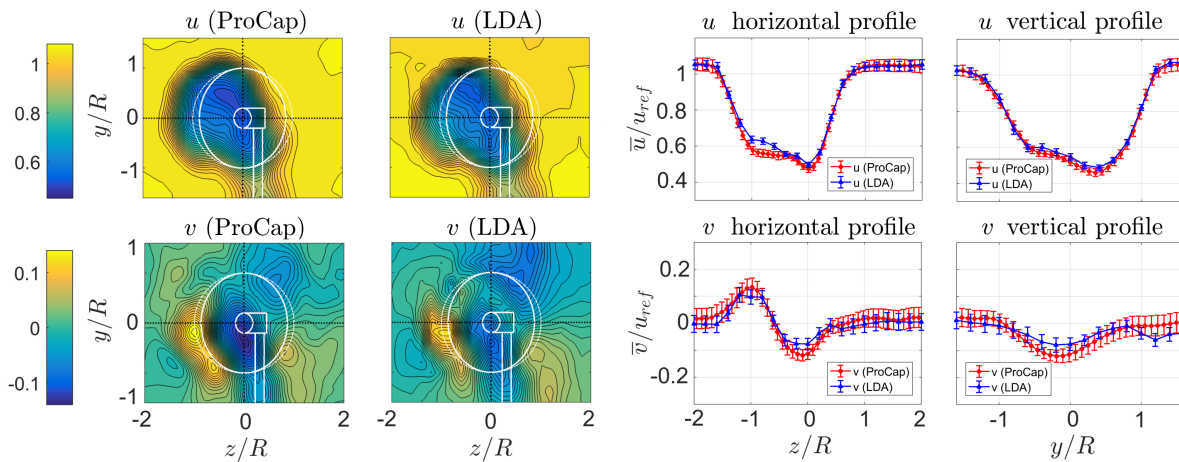 u (ProCap)
u (LDA)
u horizontal profile
u vertical profile
1
0.8
0.6
y/R
1
0
-1
u̅/u_ref
1
0.8
0.6
0.4
u (ProCap)
u (LDA)
u (ProCap)
u (LDA)
v (ProCap)
v (LDA)
v horizontal profile
v vertical profile
0.1
0
-0.1
y/R
1
0
-1
-2
0
2
z/R
-2
0
2
z/R
v̅/u_ref
0.2
0
-0.2
v (ProCap)
v (LDA)
-2
-1
0
1
2
z/R
v (ProCap)
v (LDA)
-1
0
1
y/R